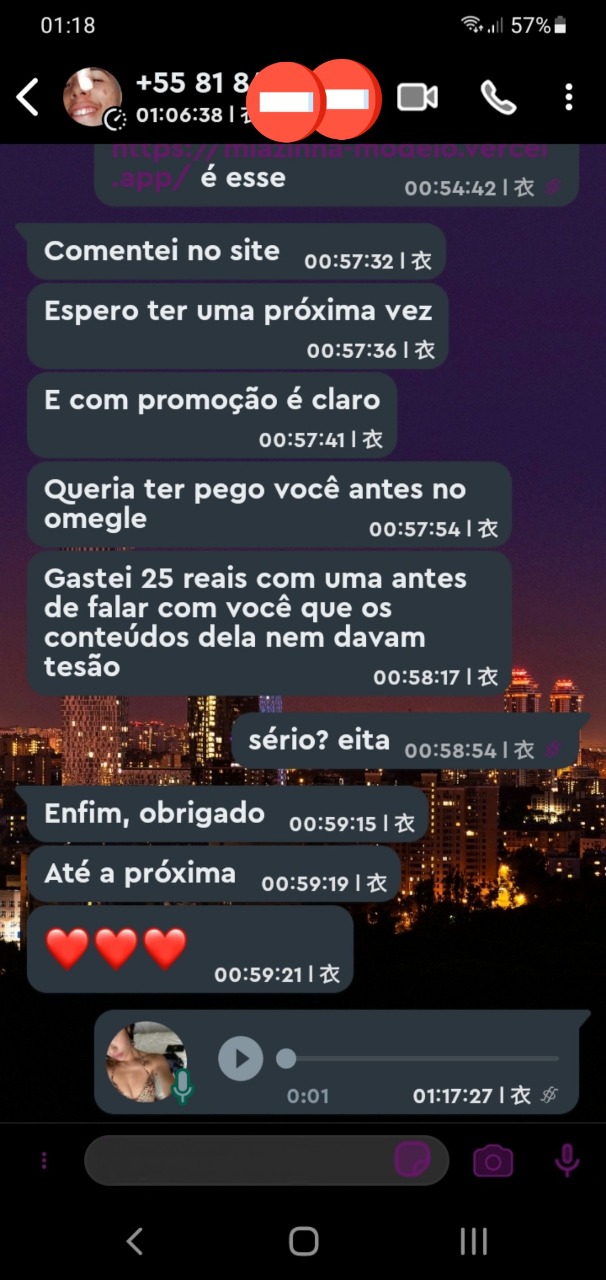 01:18 57%
+55 81 8
01:06:38 |
https://miazinha-modelo.vercel
.app/ é esse 00:54:42 | 衣
Comentei no site 00:57:32 | 衣
Espero ter uma próxima vez
00:57:36 | 衣
E com promoção é claro
00:57:41 | 衣
Queria ter pego você antes no
omegle 00:57:54 | 衣
Gastei 25 reais com uma antes
de falar com você que os
conteúdos dela nem davam
tesão 00:58:17 | 衣
sério? eita 00:58:54 | 衣
Enfim, obrigado 00:59:15 | 衣
Até a próxima 00:59:19 | 衣
00:59:21 | 衣
0:01 01:17:27 | 衣